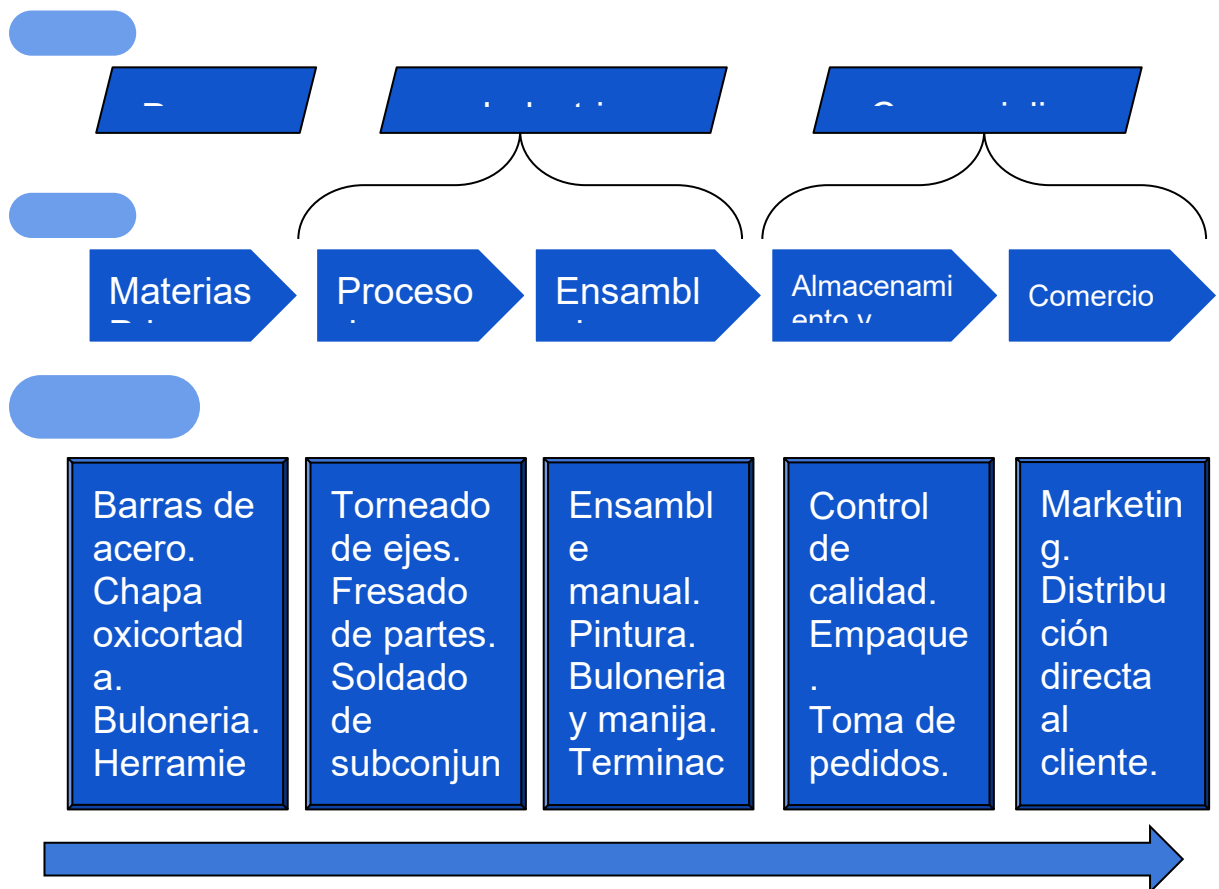 Materias
Proceso
Ensambl
Almacenami
ento y
Comercio
Barras de
acero.
Chapa
oxicortad
a.
Buloneria.
Herramie
Torneado
de ejes.
Fresado
de partes.
Soldado
de
subconjun
Ensambl
e
manual.
Pintura.
Buloneria
y manija.
Terminac
Control
de
calidad.
Empaque
.
Toma de
pedidos.
Marketin
g.
Distribu
ción
directa
al
cliente.